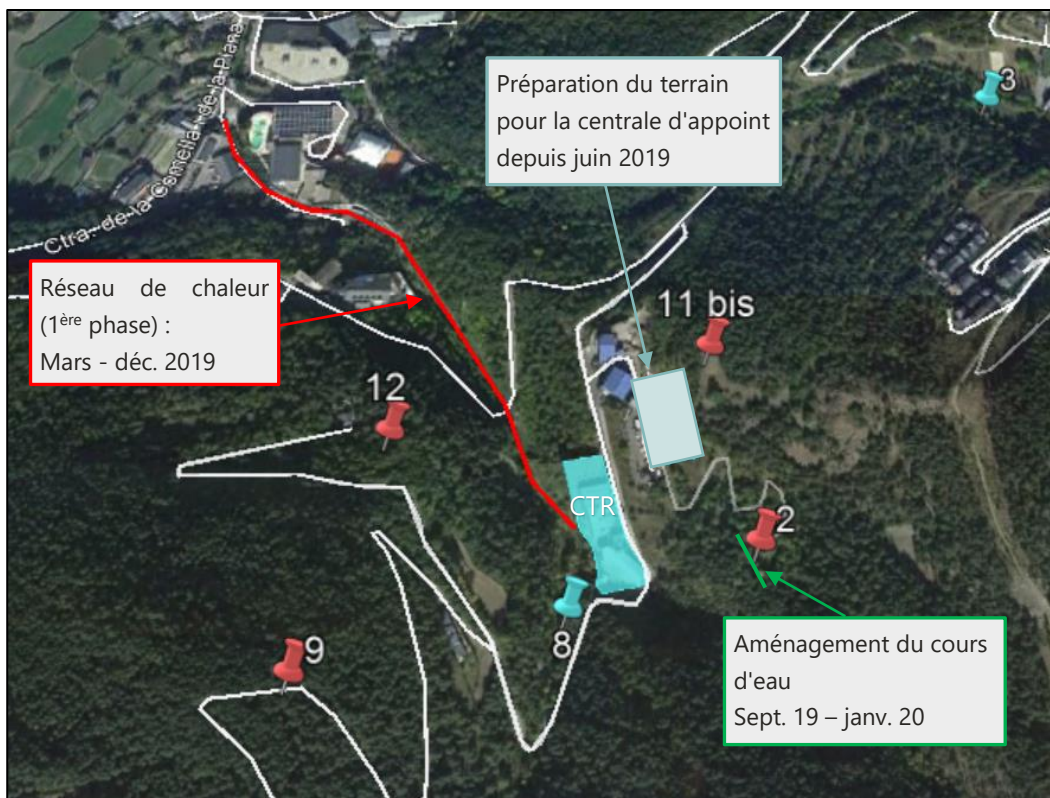 Ctra. de la Comella
de la Plana
Préparation du terrain
pour la centrale d'appoint
depuis juin 2019
3
Réseau de chaleur
(1ère phase) :
Mars - déc. 2019
11 bis
12
CTR
2
8
9
Aménagement du cours
d'eau
Sept. 19 – janv. 20